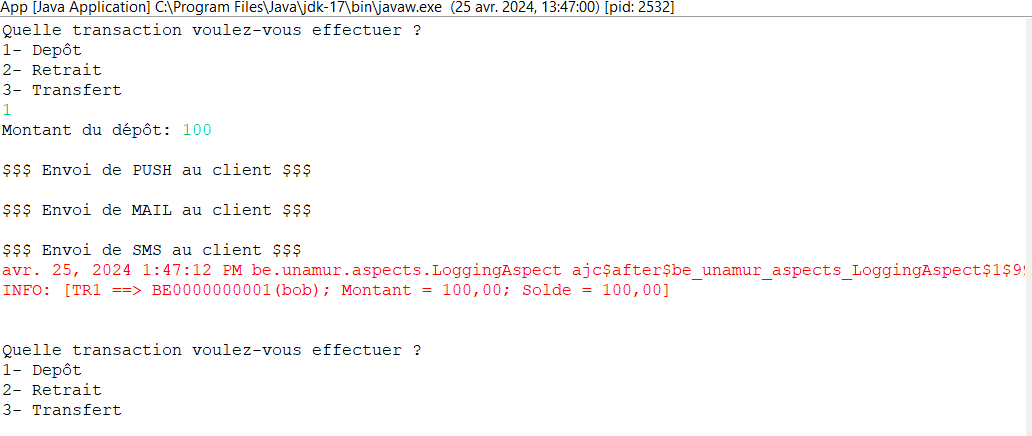 App [Java Application] C:\Program Files\Java\jdk-17\bin\javaw.exe (25 avr. 2024, 13:47:00) [pid: 2532]
Quelle transaction voulez-vous effectuer ?
1- Depôt
2- Retrait
3- Transfert
1
Montant du dépôt: 100
$$$ Envoi de PUSH au client $$$
$$$ Envoi de MAIL au client $$$
$$$ Envoi de SMS au client $$$
avr. 25, 2024 1:47:12 PM be.unamur.aspects.LoggingAspect ajc$after$be_unamur_aspects_LoggingAspect$1$9
INFO: [TR1 ==> BE0000000001(bob); Montant = 100,00; Solde = 100,00]
Quelle transaction voulez-vous effectuer ?
1- Depôt
2- Retrait
3- Transfert